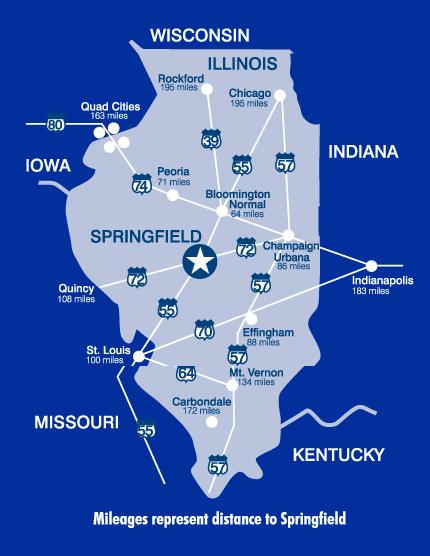 WISCONSIN
ILLINOIS
Rockford
195 miles
Chicago
195 miles
Quad Cities
163 miles
80
39
55
57
IOWA
INDIANA
Peoria
71 miles
74
Bloomington
Normal
64 miles
SPRINGFIELD
72
Champaign
Urbana
86 miles
72
57
Indianapolis
183 miles
Quincy
108 miles
55
70
Effingham
88 miles
St. Louis
100 miles
57
64
Mt. Vernon
134 miles
Carbondale
172 miles
MISSOURI
55
KENTUCKY
57
Mileages represent distance to Springfield